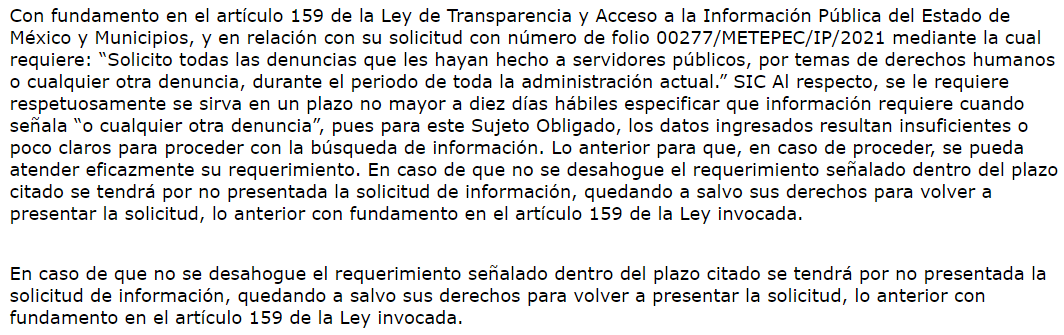 Con fundamento en el artículo 159 de la Ley de Transparencia y Acceso a la Información Pública del Estado de
México y Municipios, y en relación con su solicitud con número de folio 00277/METEPEC/IP/2021 mediante la cual
requiere: “Solicito todas las denuncias que les hayan hecho a servidores públicos, por temas de derechos humanos
o cualquier otra denuncia, durante el periodo de toda la administración actual.” SIC Al respecto, se le requiere
respetuosamente se sirva en un plazo no mayor a diez días hábiles especificar que información requiere cuando
señala “o cualquier otra denuncia”, pues para este Sujeto Obligado, los datos ingresados resultan insuficientes o
poco claros para proceder con la búsqueda de información. Lo anterior para que, en caso de proceder, se pueda
atender eficazmente su requerimiento. En caso de que no se desahogue el requerimiento señalado dentro del plazo
citado se tendrá por no presentada la solicitud de información, quedando a salvo sus derechos para volver a
presentar la solicitud, lo anterior con fundamento en el artículo 159 de la Ley invocada.
En caso de que no se desahogue el requerimiento señalado dentro del plazo citado se tendrá por no presentada la
solicitud de información, quedando a salvo sus derechos para volver a presentar la solicitud, lo anterior con
fundamento en el artículo 159 de la Ley invocada.